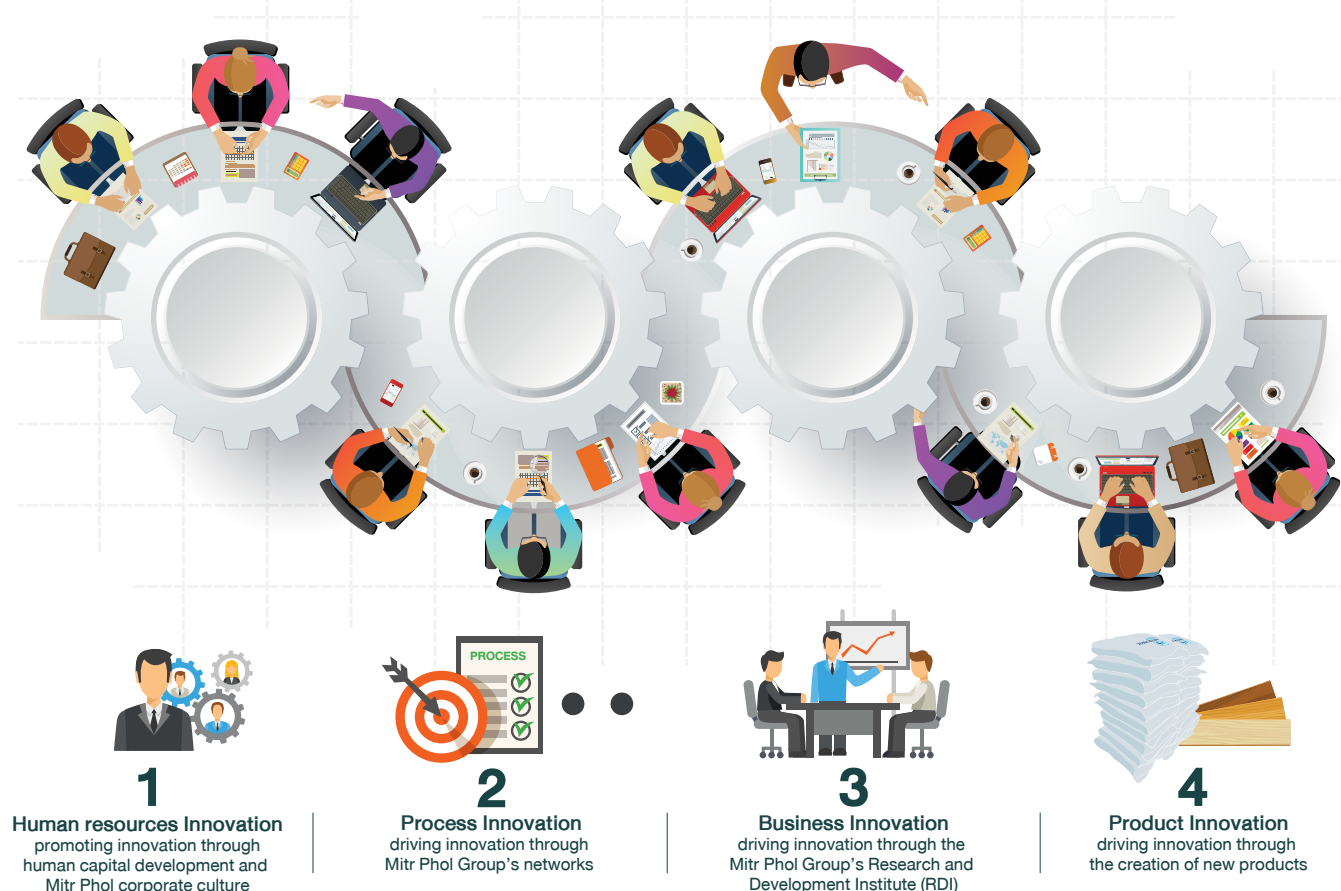 PROCESS
1
Human resources Innovation
promoting innovation through
human capital development and
Mitr Phol corporate culture
2
Process Innovation
driving innovation through
Mitr Phol Group's networks
3
Business Innovation
driving innovation through the
Mitr Phol Group's Research and
Development Institute (RDI)
4
Product Innovation
driving innovation through
the creation of new products